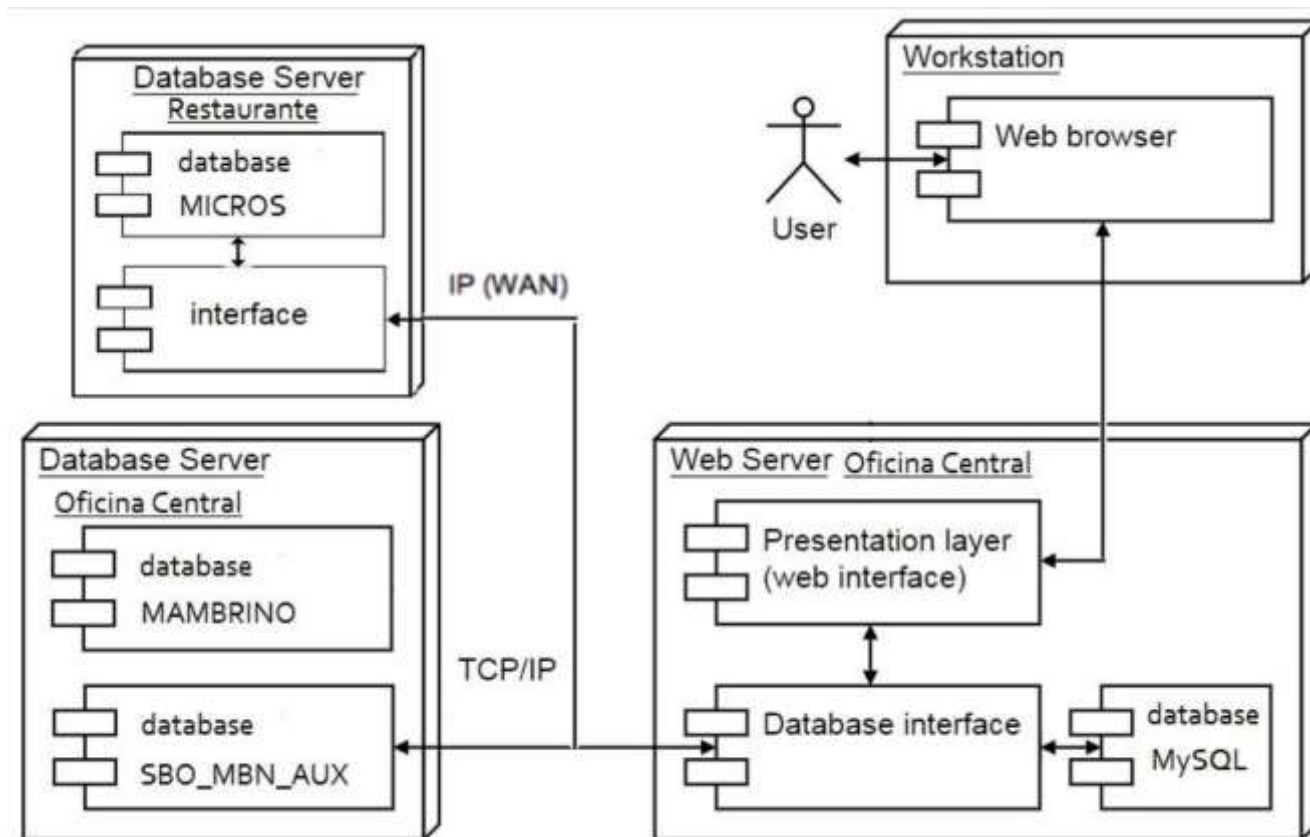 Database Server
Restaurante
database
MICROS
interface
IP (WAN)
Workstation
Web browser
User
Database Server
Oficina Central
database
MAMBRINO
database
SBO_MBN_AUX
TCP/IP
Web Server Oficina Central
Presentation layer
(web interface)
Database interface
database
MySQL